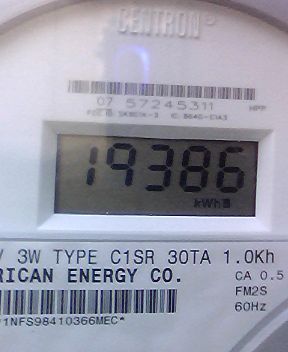 CENTRON®
07 57245311 HPP
19386
kWh
V 3W TYPE C1SR 30TA 1.0Kh
RICAN ENERGY CO.
CA 0.5
FM2S
60Hz
*1NFS98410366MEC*